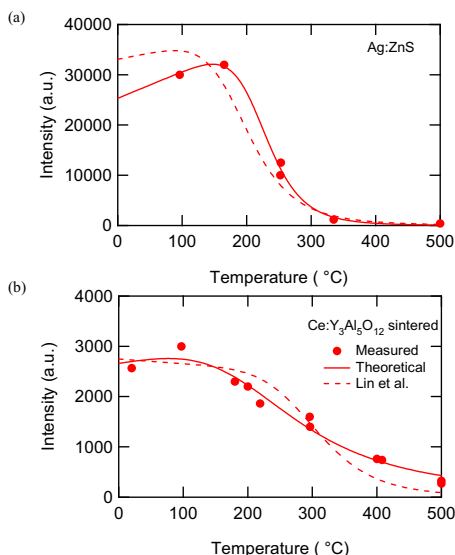 (a)
Ag:ZnS
40000
30000
20000
10000
0
Intensity (a.u.)
0 100 200 300 400 500
Temperature ( °C)
(b)
Ce:Y3Al5O12 sintered
Measured
Theoretical
Lin et al.
4000
3000
2000
1000
0
Intensity (a.u.)
0 100 200 300 400 500
Temperature ( °C)